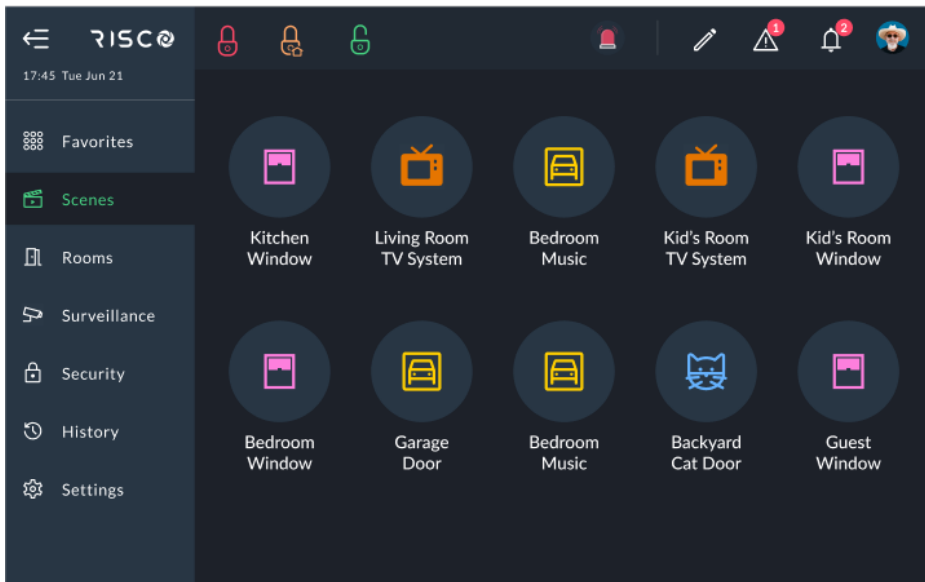 RISCO
17:45 Tue Jun 21
1
2
Favorites
Scenes
Rooms
Surveillance
Security
History
Settings
Kitchen
Window
Living Room
TV System
Bedroom
Music
Kid's Room
TV System
Kid's Room
Window
Bedroom
Window
Garage
Door
Bedroom
Music
Backyard
Cat Door
Guest
Window